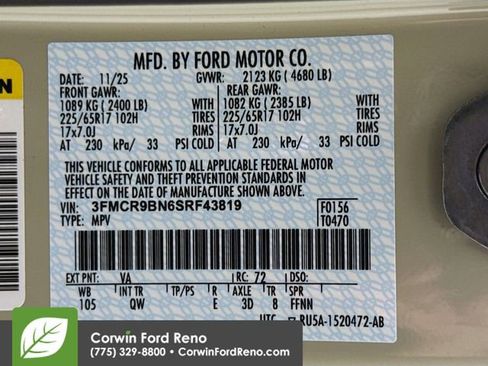 MFD. BY FORD MOTOR CO.
DATE: 11/25 GVWR: 2123 KG ( 4680 LB)
FRONT GAWR: REAR GAWR:
1089 KG ( 2400 LB) WITH 1082 KG ( 2385 LB) WITH
225/65R17 102H TIRES 225/65R17 102H TIRES
17x7.0J RIMS 17x7.0J RIMS
AT 230 kPa/ 33 PSI COLD AT 230 kPa/ 33 PSI COLD
THIS VEHICLE CONFORMS TO ALL APPLICABLE FEDERAL MOTOR
VEHICLE SAFETY AND THEFT PREVENTION STANDARDS IN EFFECT
ON THE DATE OF MANUFACTURE SHOWN ABOVE.
VIN: 3FMCR9BN6SRF43819 F0156
TYPE: MPV T0470
EXT PNT: VA RC: 72 DSO:
WB INT TR TP/PS R AXLE TR SPR
105 QW E 3D 8 FFNN
UTC RU5A-1520472-AB
Corwin Ford Reno
(775) 329-8800 • CorwinFordReno.com